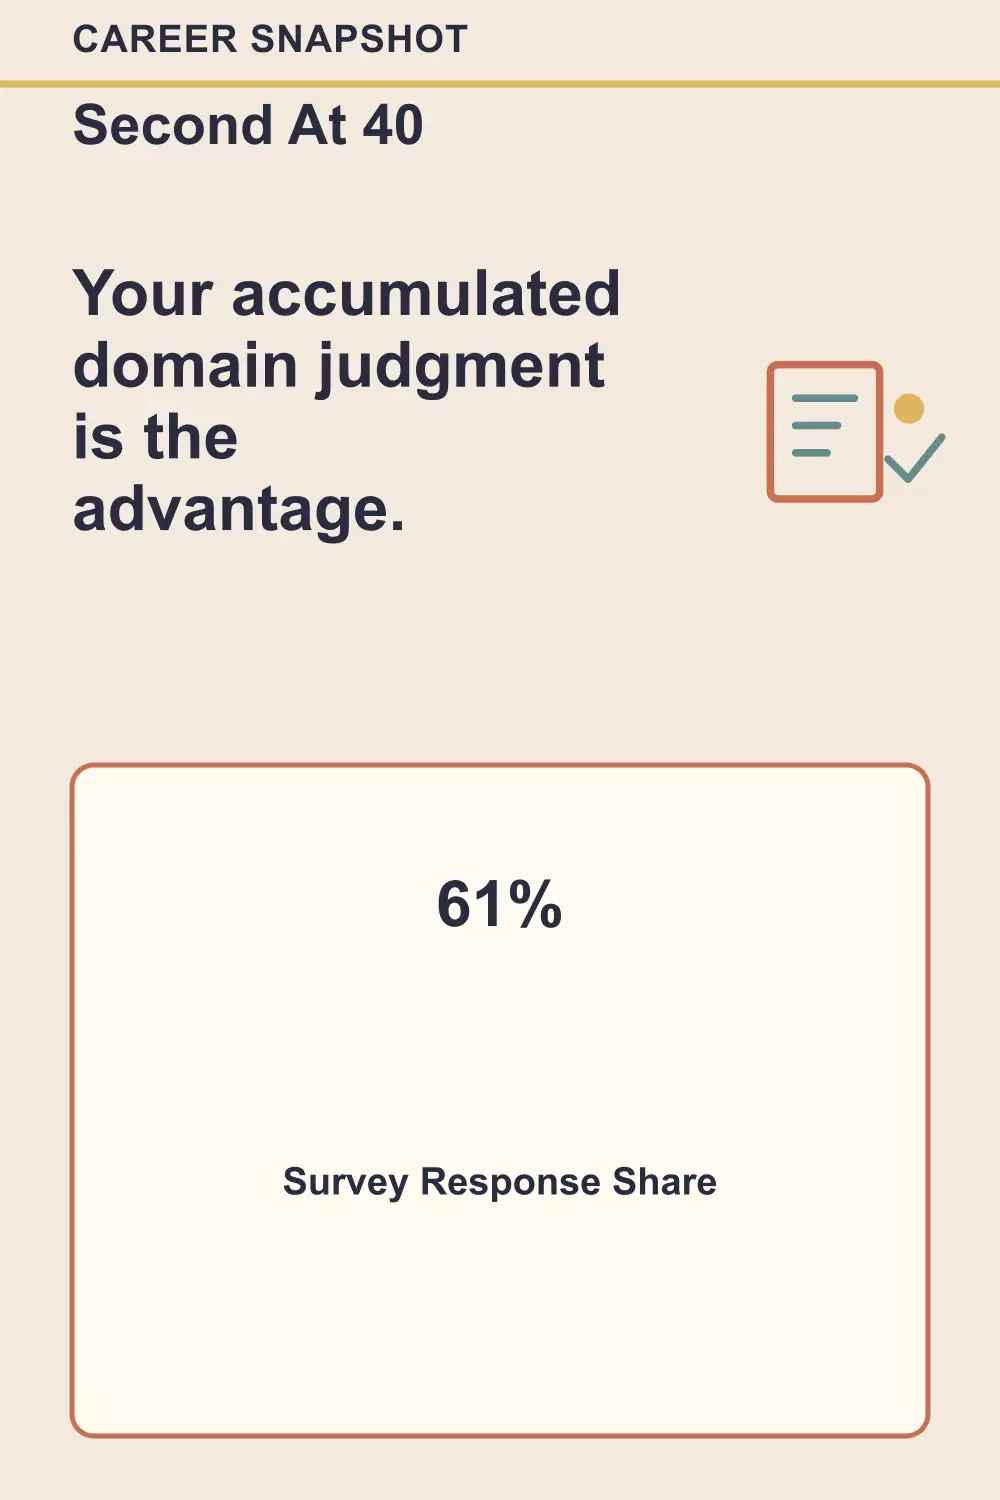 CAREER SNAPSHOT
Second At 40
Your accumulated
domain judgment
is the
advantage.
61%
Survey Response Share